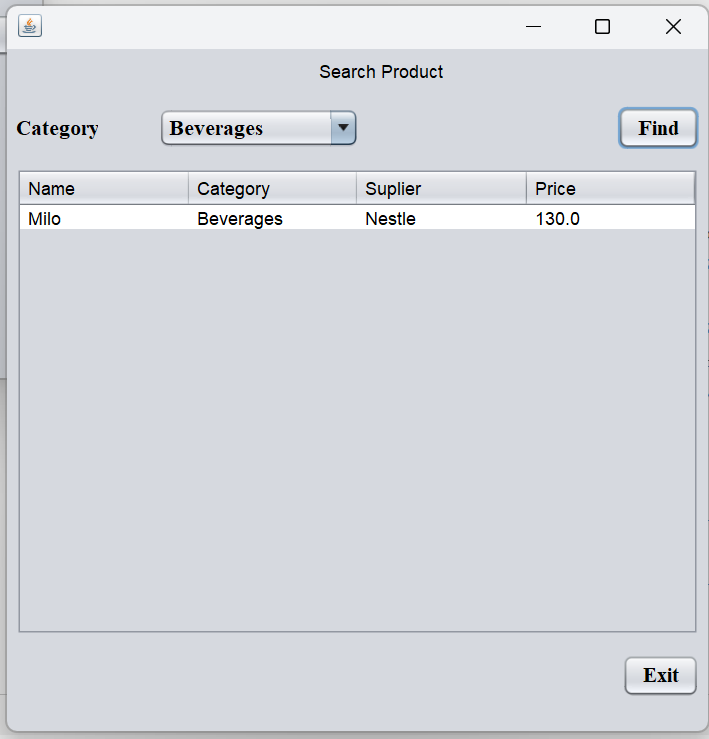 Search Product
Category Beverages Find
Name Category Suplier Price
Milo Beverages Nestle 130.0
Exit